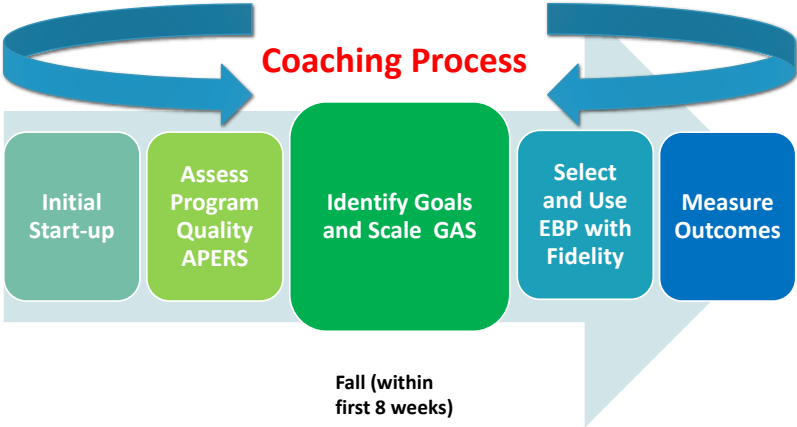 Coaching Process
Initial
Start-up
Assess
Program
Quality
APERS
Identify Goals
and Scale  GAS
Select
and Use
EBP with
Fidelity
Measure
Outcomes
Fall (within
first 8 weeks)